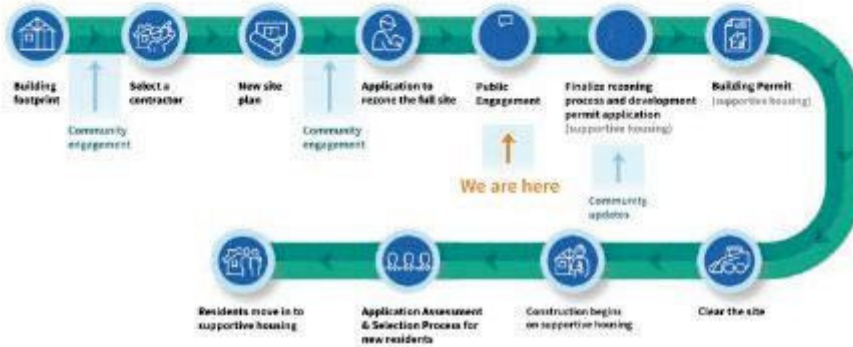 Building
footprint
Select a
contractor
New site
plan
Application to
rezone the full site
Public
Engagement
Finalize rezoning
process and development
permit application
(supportive housing)
Building Permit
(supportive housing)
Community
engagement
Community
engagement
We are here
Community
updates
Residents move in to
supportive housing
Application Assessment
& Selection Process for
new residents
Construction begins
on supportive housing
Clear the site